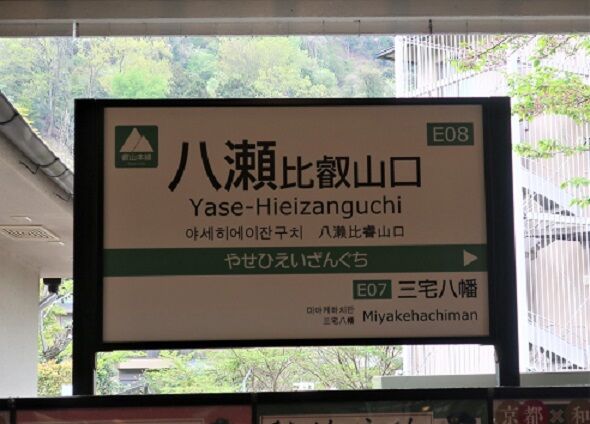 E08
叡山本線
八瀬比叡山口
Yase-Hieizanguchi
야세히에이잔구치 八濑比睿山口
やせひえいざんぐち
E07 三宅八幡
미야케하치만
三宅八幡 Miyakehachiman
京都×和